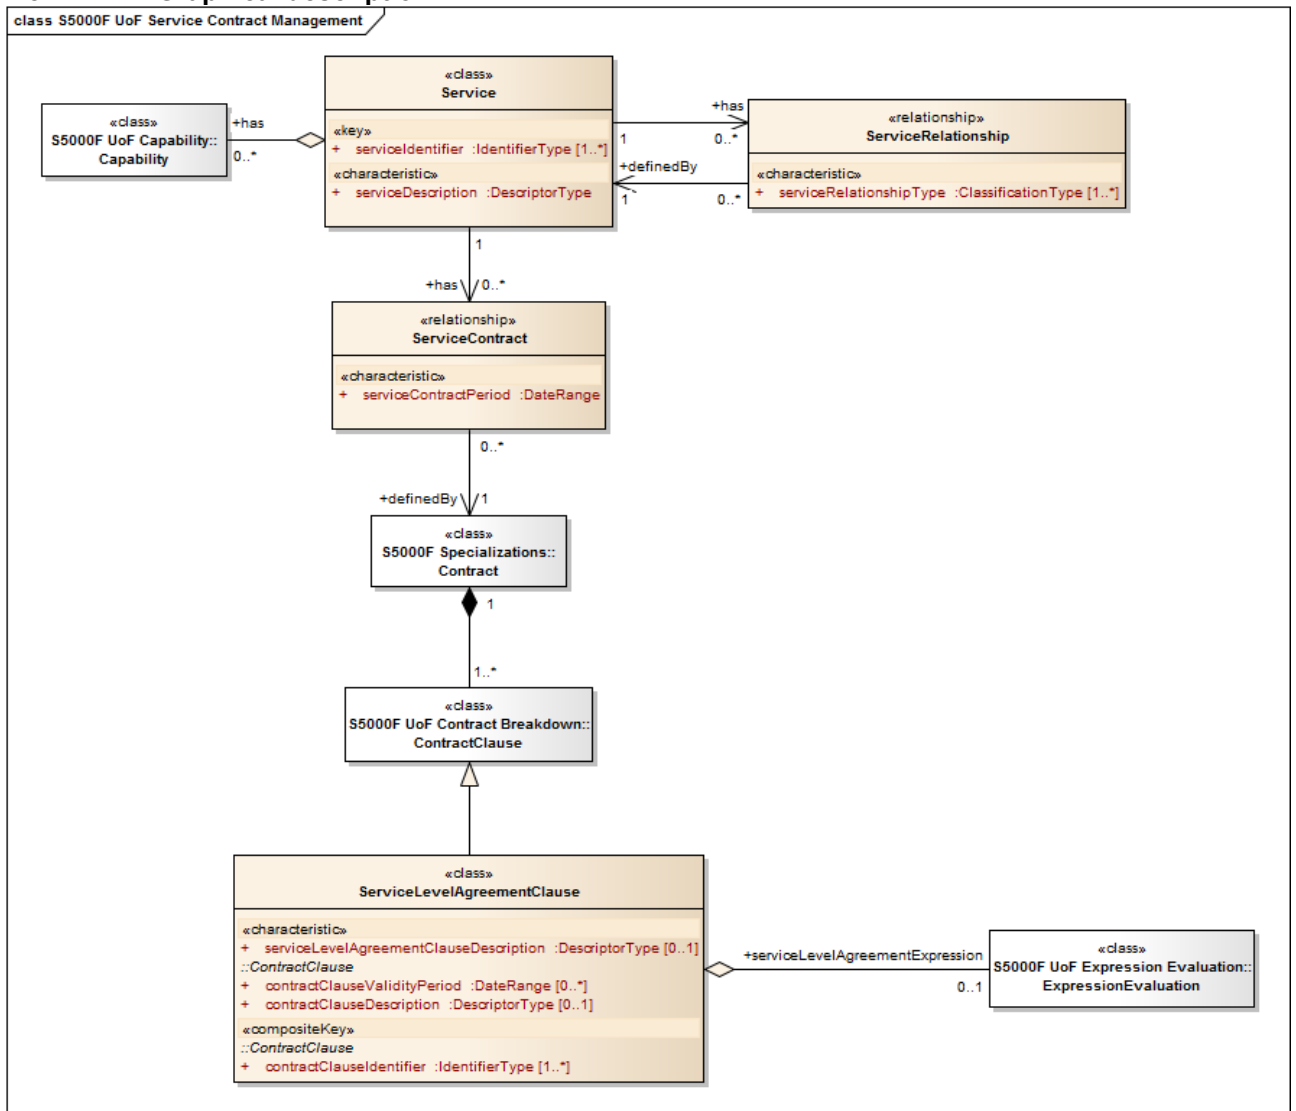 class S5000F UoF Service Contract Management
«class»
Service
«key»
+ serviceIdentifier :IdentifierType [1..*]
«characteristic»
+ serviceDescription :DescriptorType
«class»
S5000F UoF Capability::
Capability
+has
0..*
+has
1
0..*
+definedBy
1
0..*
«relationship»
ServiceRelationship
«characteristic»
+ serviceRelationshipType :ClassificationType [1..*]
1
+has
0..*
«relationship»
ServiceContract
«characteristic»
+ serviceContractPeriod :DateRange
0..*
+definedBy
1
«class»
S5000F Specializations::
Contract
1
1..*
«class»
S5000F UoF Contract Breakdown::
ContractClause
«class»
ServiceLevelAgreementClause
«characteristic»
+ serviceLevelAgreementClauseDescription :DescriptorType [0..1]
::ContractClause
+ contractClauseValidityPeriod :DateRange [0..*]
+ contractClauseDescription :DescriptorType [0..1]
«compositeKey»
::ContractClause
+ contractClauseIdentifier :IdentifierType [1..*]
+serviceLevelAgreementExpression
0..1
«class»
S5000F UoF Expression Evaluation::
ExpressionEvaluation